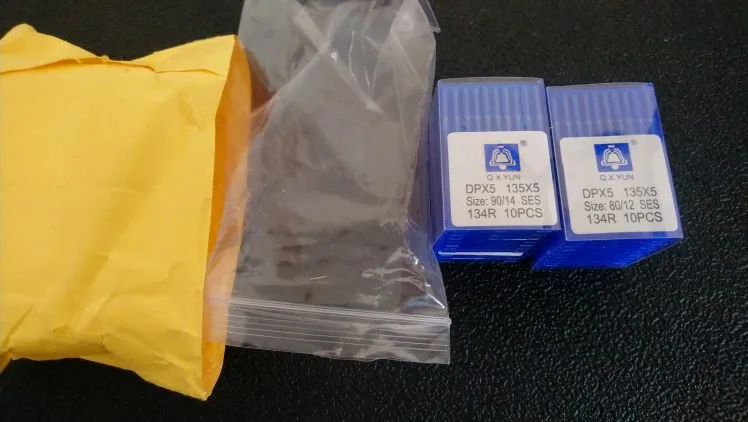 ®
Q.X.YUN
DPX5 135X5
Size: 90/14 SES
134R 10PCS
®
Q.X.YUN
DPX5 135X5
Size: 80/12 SES
134R 10PCS